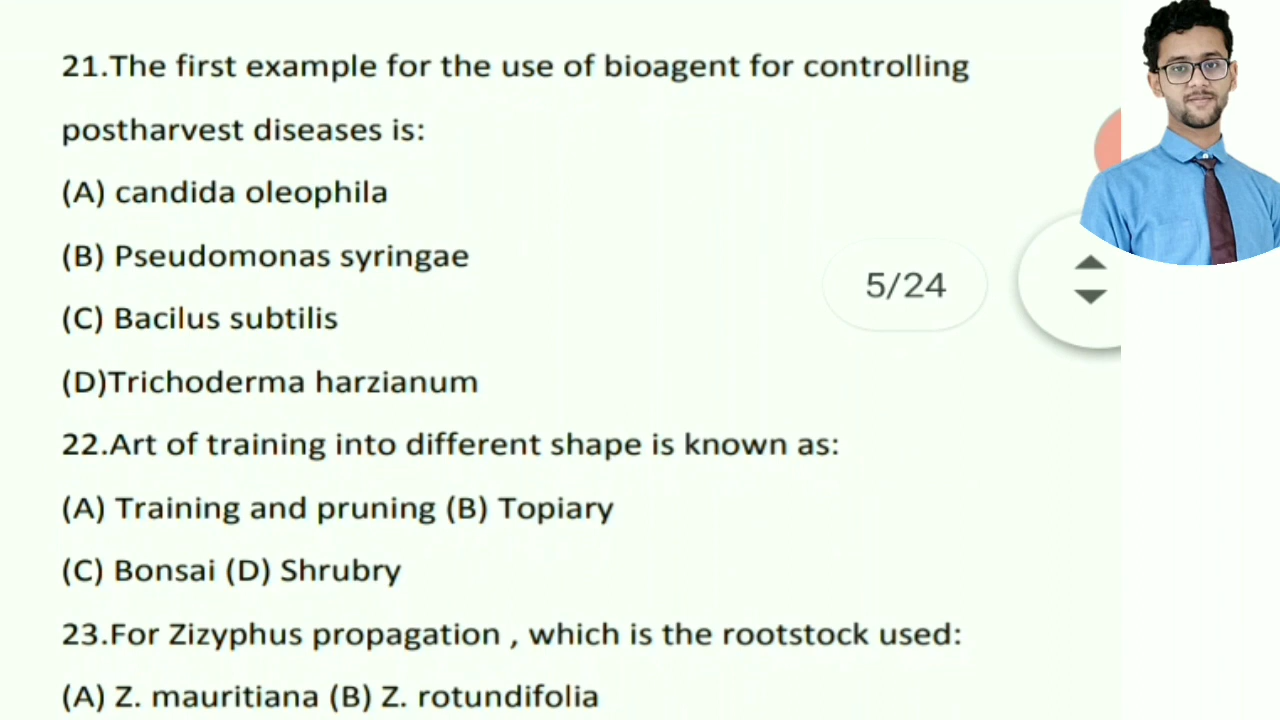 21.The first example for the use of bioagent for controlling
postharvest diseases is:
(A) candida oleophila
(B) Pseudomonas syringae
5/24
(C) Bacilus subtilis
(D)Trichoderma harzianum
22.Art of training into different shape is known as:
(A) Training and pruning (B) Topiary
(C) Bonsai (D) Shrubry
23.For Zizyphus propagation , which is the rootstock used:
(A) Z. mauritiana (B) Z. rotundifolia